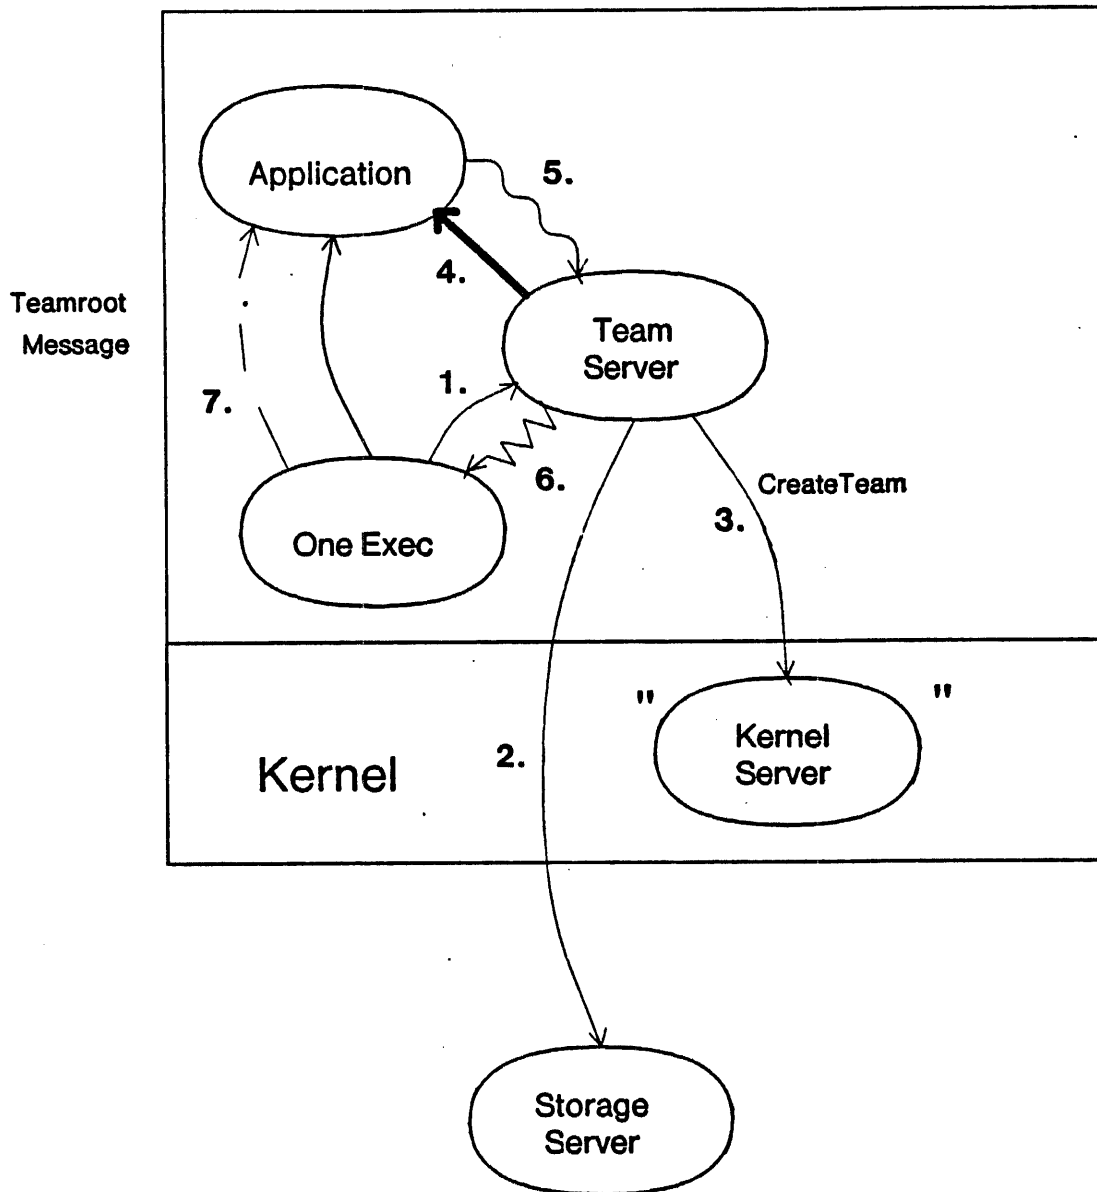 Application
5.
4.
Teamroot
Message
Team
Server
1.
7.
6.
CreateTeam
3.
One Exec
" "
Kernel
Server
2.
Kernel
Storage
Server